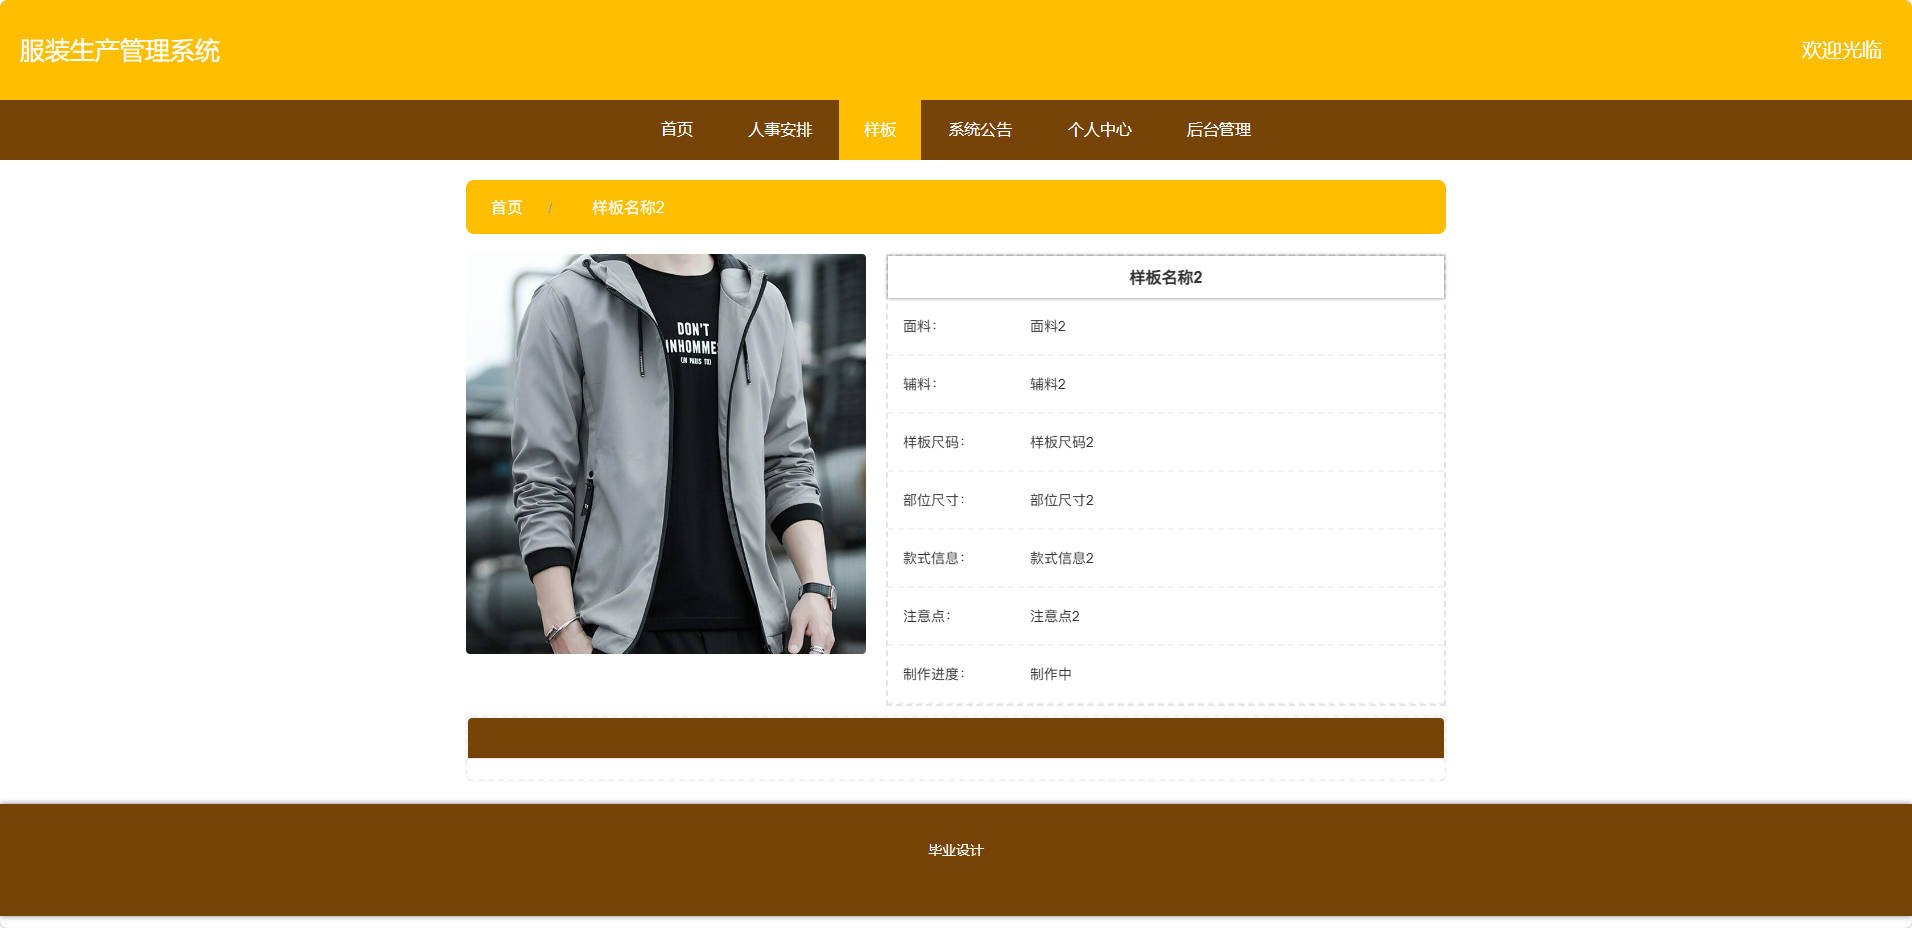 服装生产管理系统
欢迎光临
首页 人事安排 样板 系统公告 个人中心 后台管理
首页 / 样板名称2
DON'T
INHOMME
(IN PARIS TO)
样板名称2
面料： 面料2
辅料： 辅料2
样板尺码： 样板尺码2
部位尺寸： 部位尺寸2
款式信息： 款式信息2
注意点： 注意点2
制作进度： 制作中
毕业设计